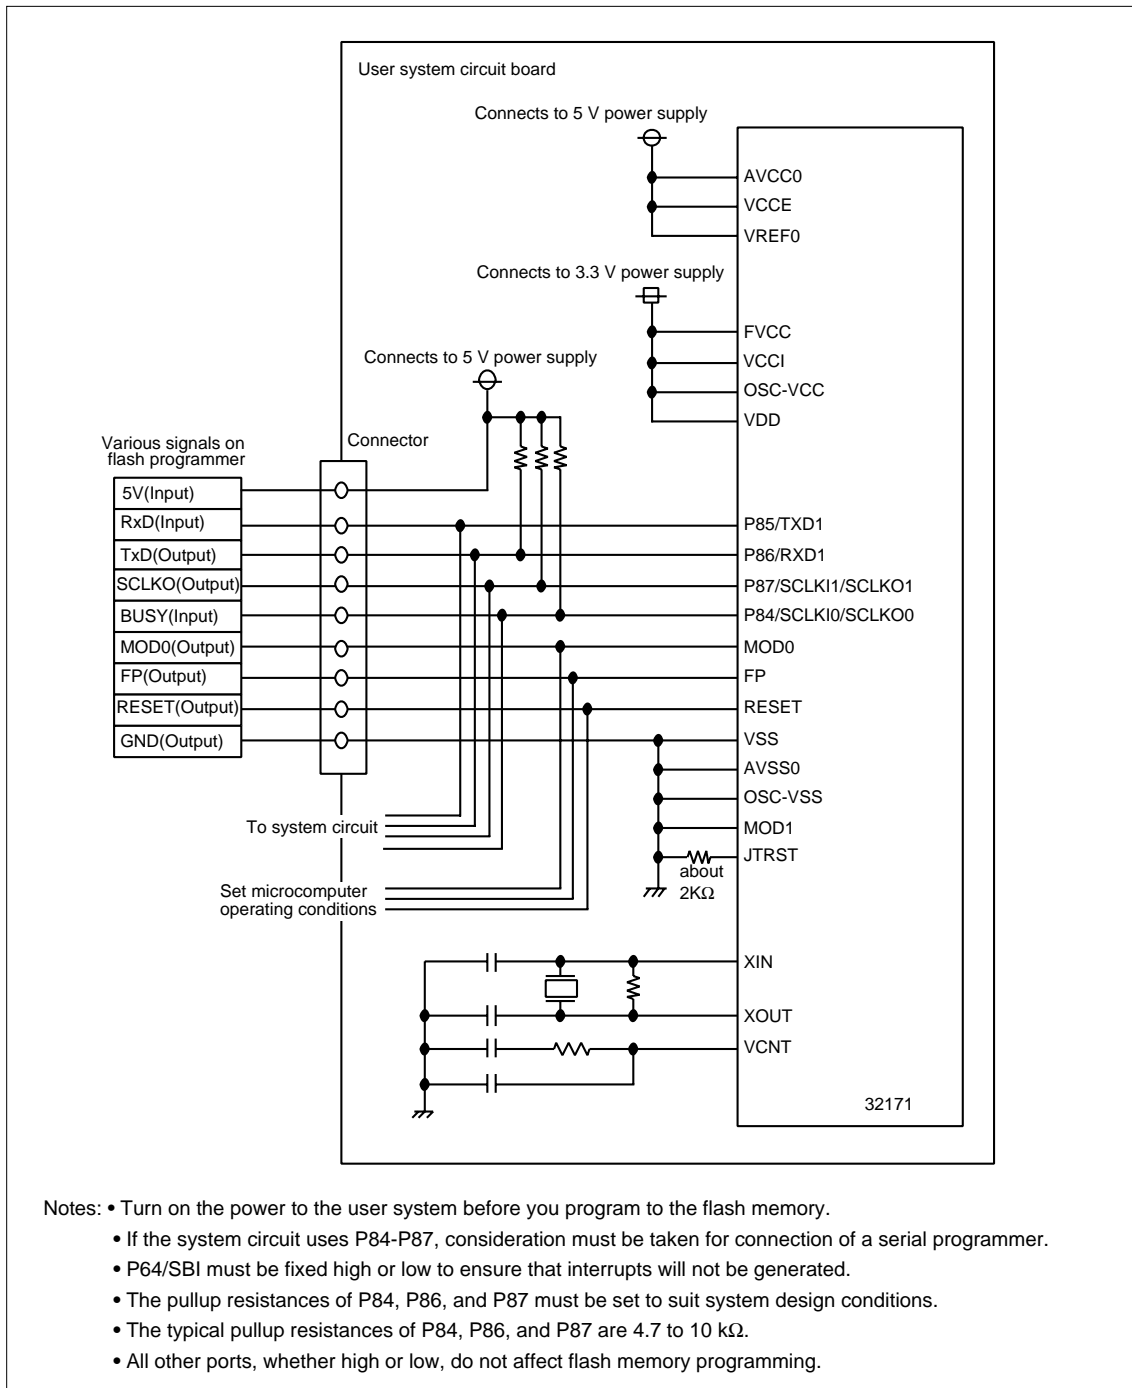 User system circuit board
Connects to 5 V power supply
AVCC0
VCCE
VREF0
Connects to 3.3 V power supply
FVCC
VCCI
OSC-VCC
VDD
Connects to 5 V power supply
Various signals on
flash programmer
Connector
5V(Input)
RxD(Input)
P85/TXD1
TxD(Output)
P86/RXD1
SCLKO(Output)
P87/SCLKI1/SCLKO1
BUSY(Input)
P84/SCLKI0/SCLKO0
MOD0(Output)
MOD0
FP(Output)
FP
RESET(Output)
RESET
GND(Output)
VSS
AVSS0
OSC-VSS
MOD1
JTRST
about
2KΩ
To system circuit
Set microcomputer
operating conditions
XIN
XOUT
VCNT
32171
Notes: • Turn on the power to the user system before you program to the flash memory.
• If the system circuit uses P84-P87, consideration must be taken for connection of a serial programmer.
• P64/SBI must be fixed high or low to ensure that interrupts will not be generated.
• The pullup resistances of P84, P86, and P87 must be set to suit system design conditions.
• The typical pullup resistances of P84, P86, and P87 are 4.7 to 10 kΩ.
• All other ports, whether high or low, do not affect flash memory programming.